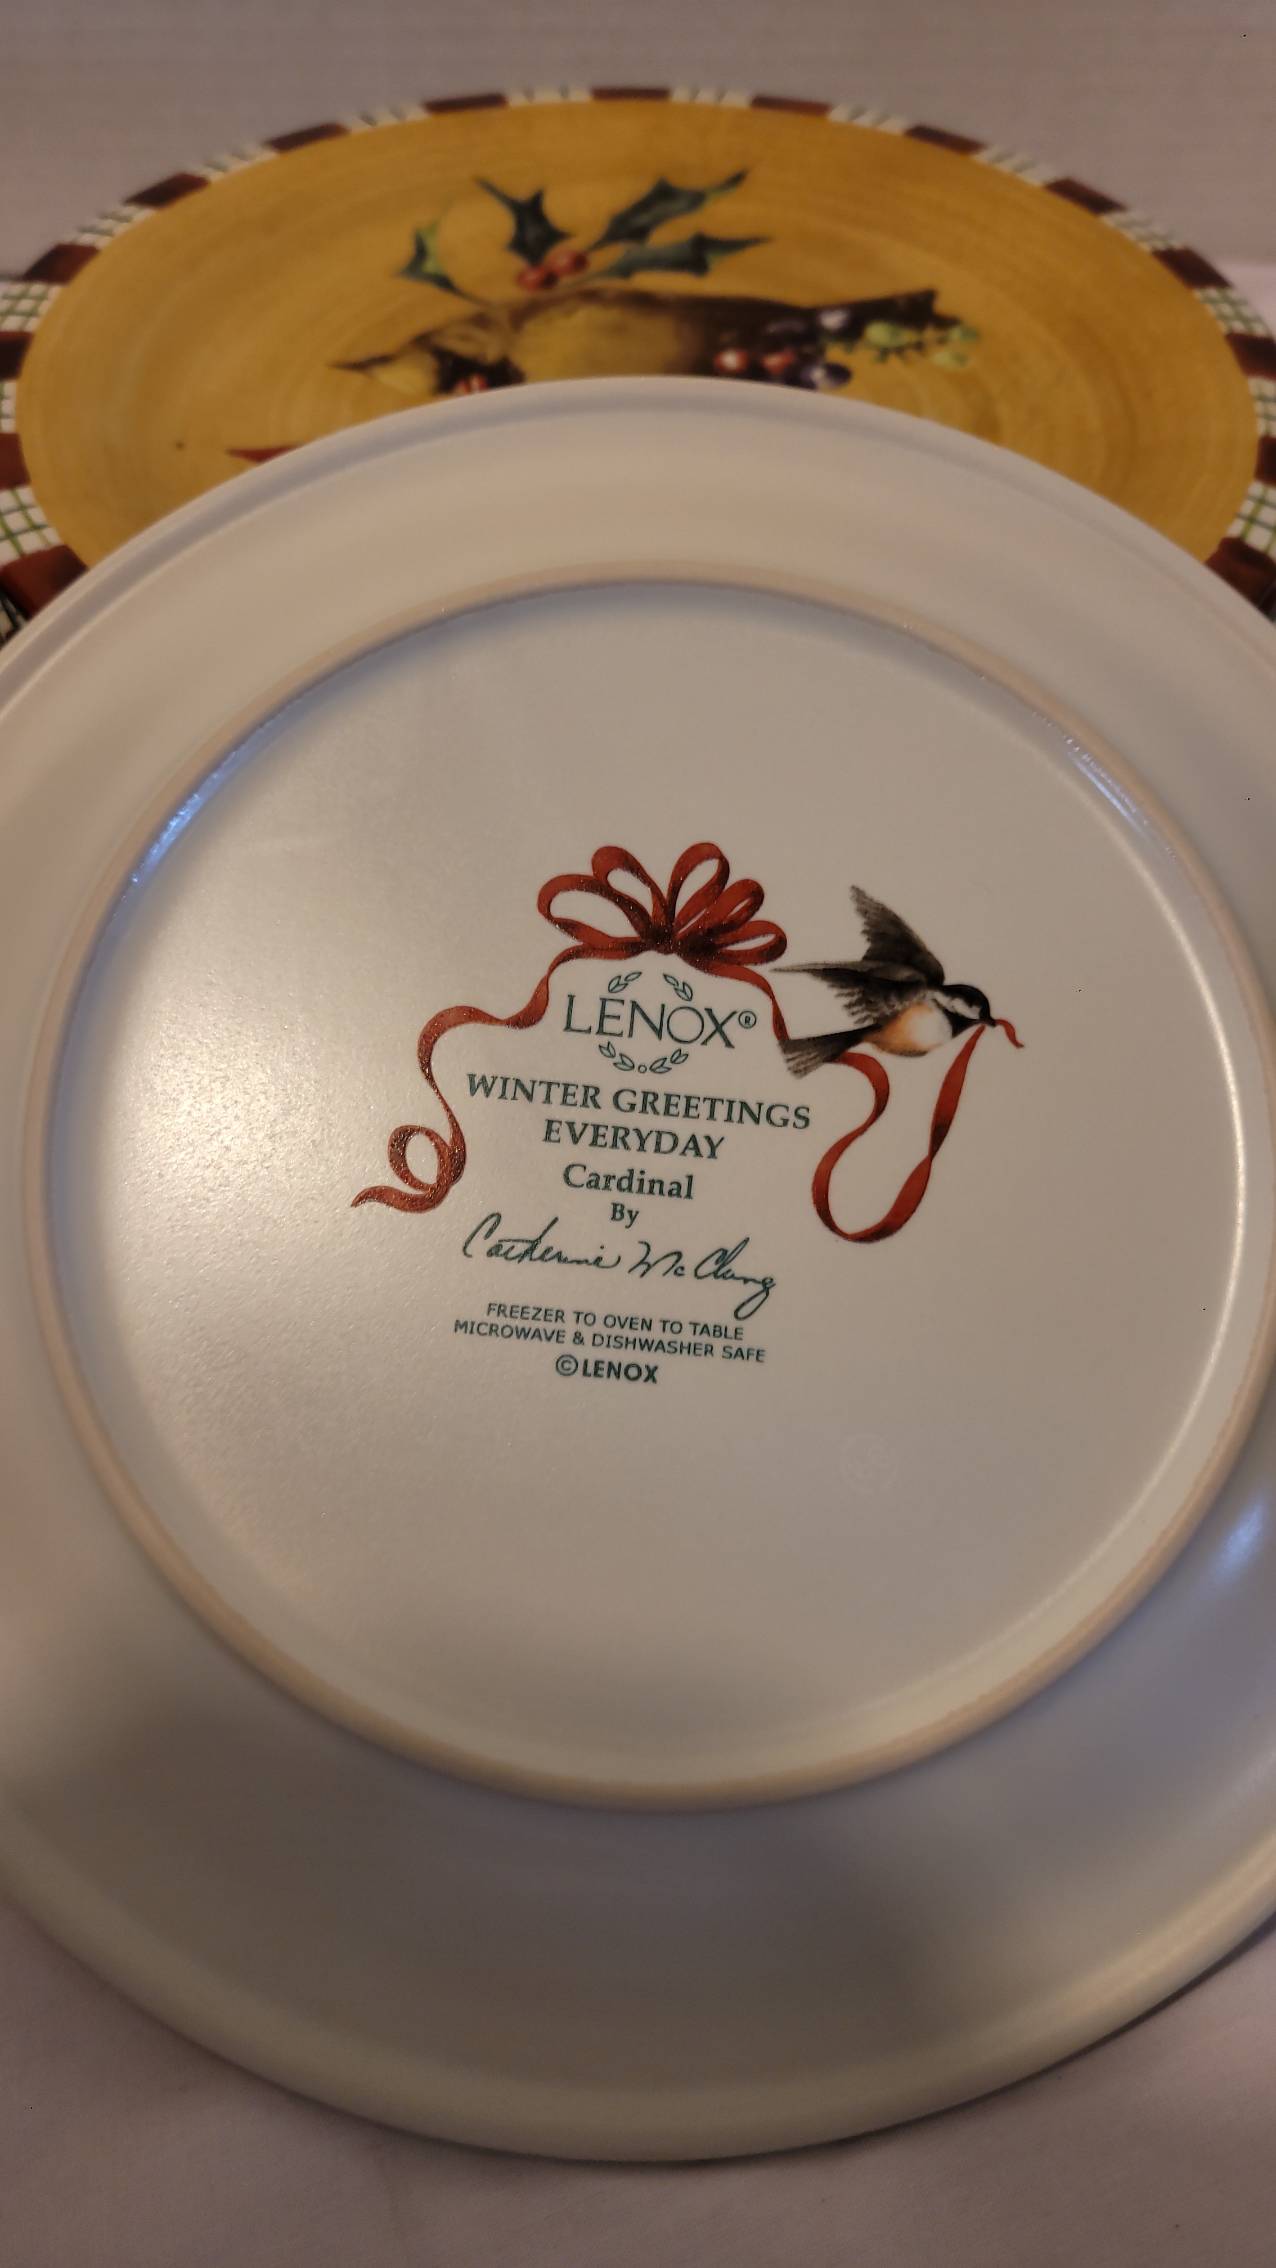 LENOX®
WINTER GREETINGS
EVERYDAY
Cardinal
By
Catherine McClung
FREEZER TO OVEN TO TABLE
MICROWAVE & DISHWASHER SAFE
©LENOX